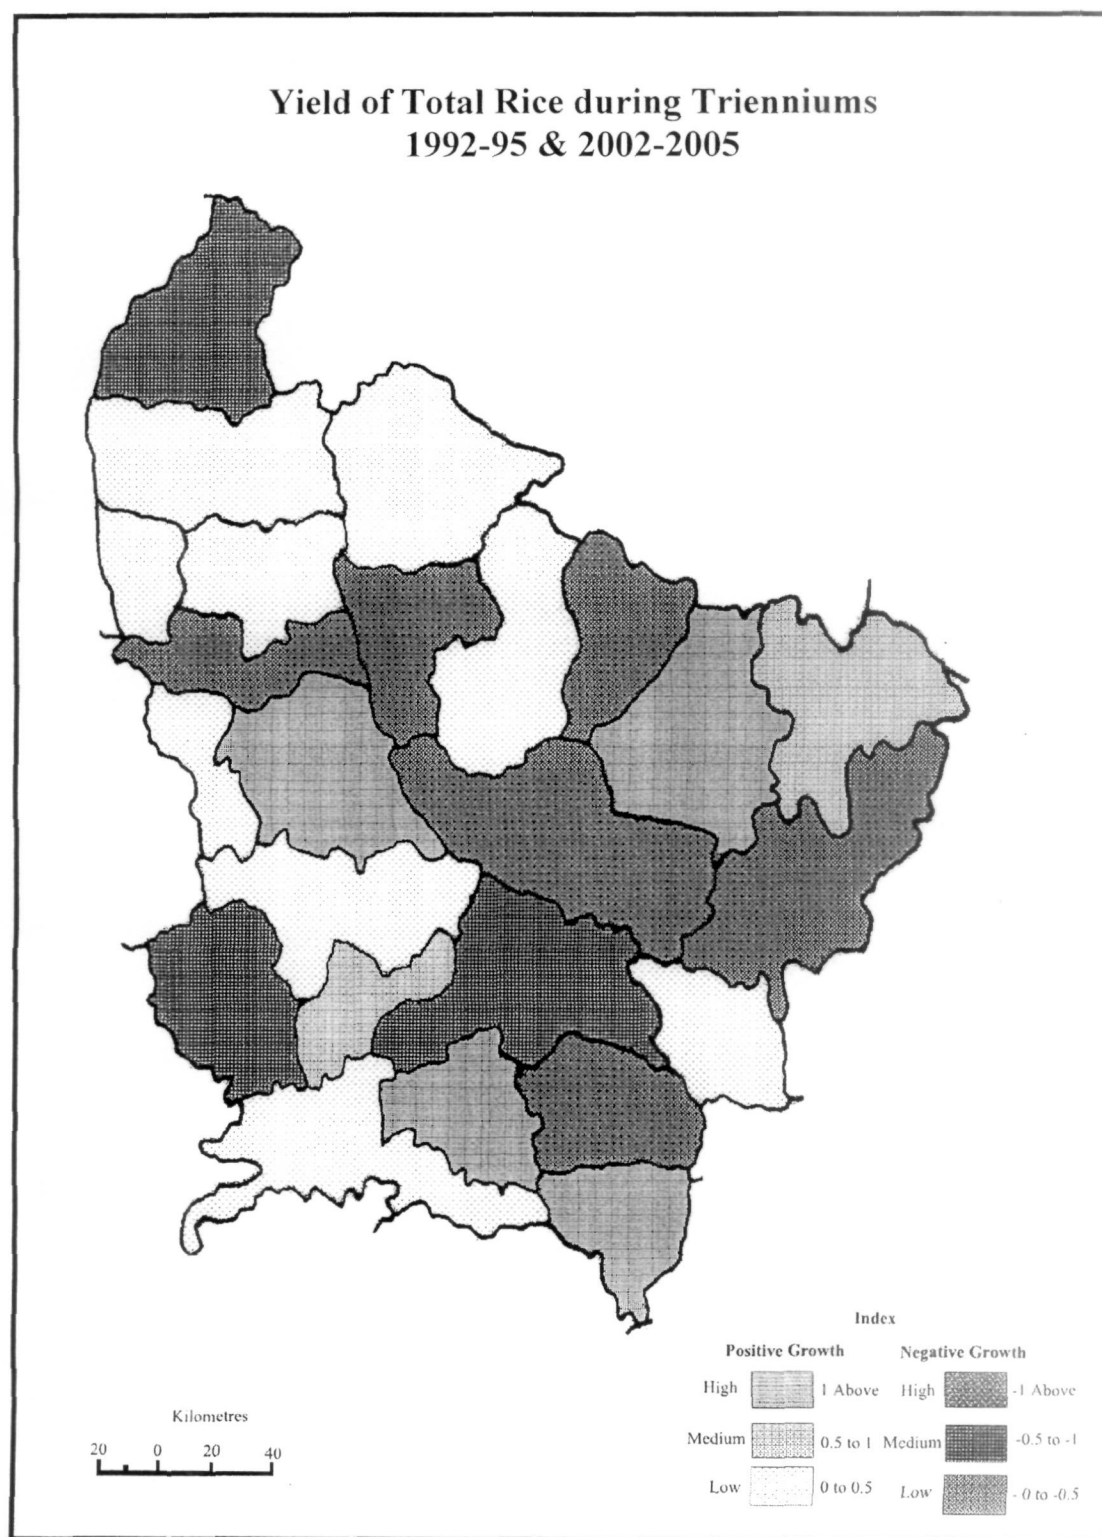 Yield of Total Rice during Trienniums
1992-95 & 2002-2005
Index
Positive Growth Negative Growth
High 1 Above High -1 Above
Medium 0.5 to 1 Medium -0.5 to -1
Low 0 to 0.5 Low - 0 to -0.5
Kilometres
20 0 20 40